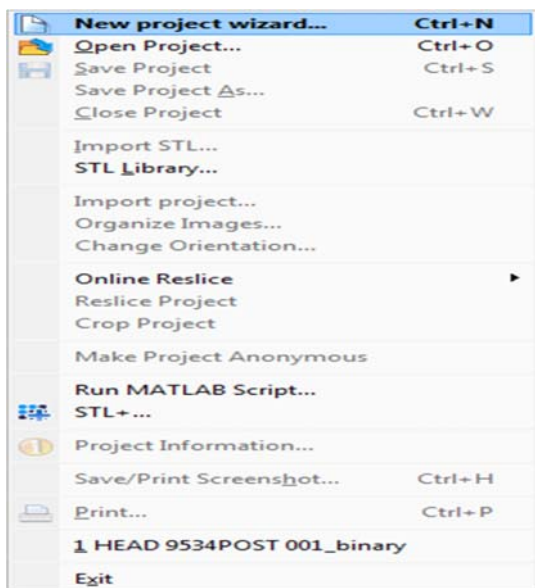 New project wizard... Ctrl+N
Open Project... Ctrl+O
Save Project Ctrl+S
Save Project As...
Close Project Ctrl+W
Import STL...
STL Library...
Import project...
Organize Images...
Change Orientation...
Online Reslice
Reslice Project
Crop Project
Make Project Anonymous
Run MATLAB Script...
STL+...
Project Information...
Save/Print Screenshot... Ctrl+H
Print... Ctrl+P
1 HEAD 9534POST 001_binary
Exit